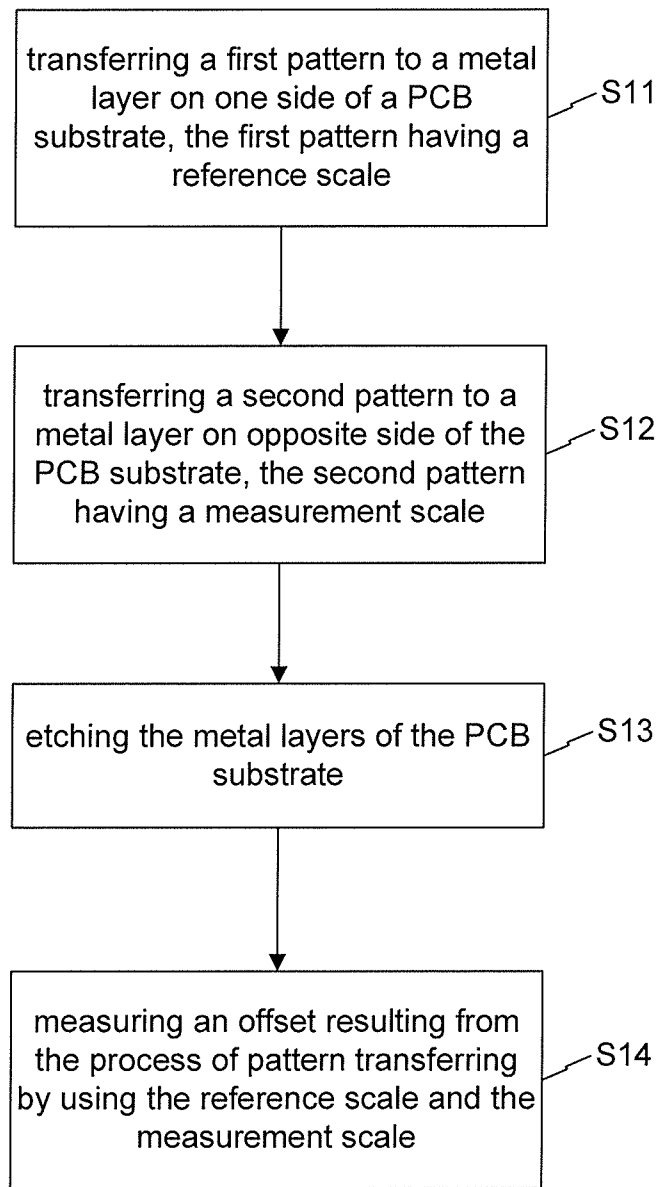 transferring a first pattern to a metal
layer on one side of a PCB
substrate, the first pattern having a
reference scale
S11
transferring a second pattern to a
metal layer on opposite side of the
PCB substrate, the second pattern
having a measurement scale
S12
etching the metal layers of the PCB
substrate
S13
measuring an offset resulting from
the process of pattern transferring
by using the reference scale and the
measurement scale
S14